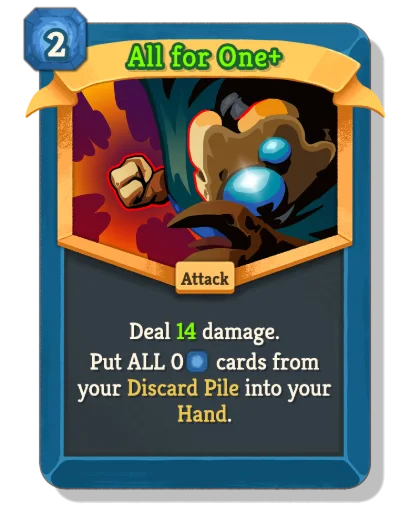 2
All for One+
Attack
Deal 14 damage.
Put ALL 0 cards from
your Discard Pile into your
Hand.